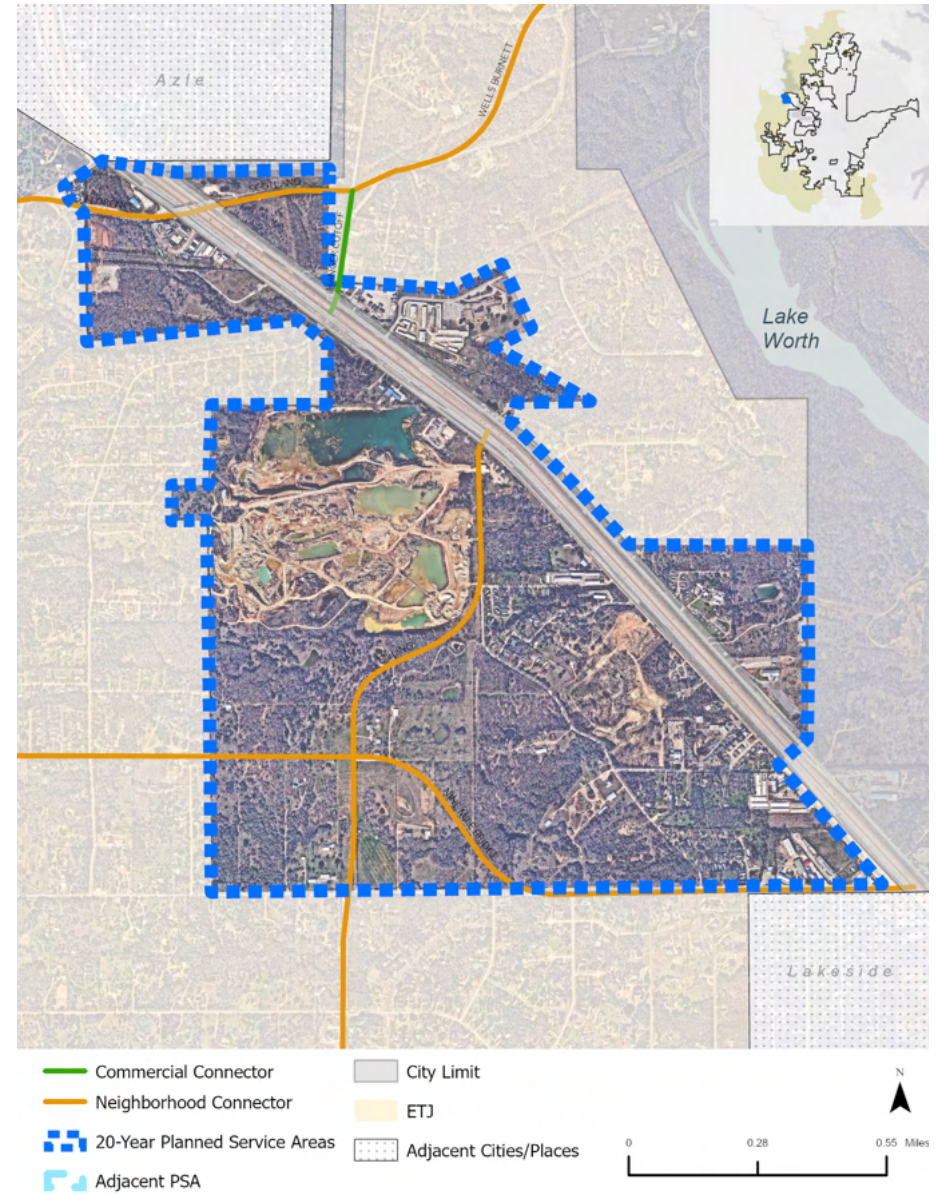 Azle
WELLS BURNETT
CUTOFF
Lake
Worth
Lakeside
Commercial Connector
Neighborhood Connector
20-Year Planned Service Areas
Adjacent PSA
City Limit
ETJ
Adjacent Cities/Places
N
0
0.28
0.55
Miles